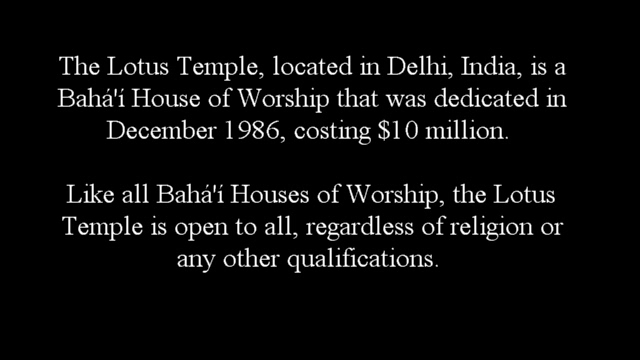 The Lotus Temple, located in Delhi, India, is a
Bahá'í House of Worship that was dedicated in
December 1986, costing $10 million.
Like all Bahá'í Houses of Worship, the Lotus
Temple is open to all, regardless of religion or
any other qualifications.